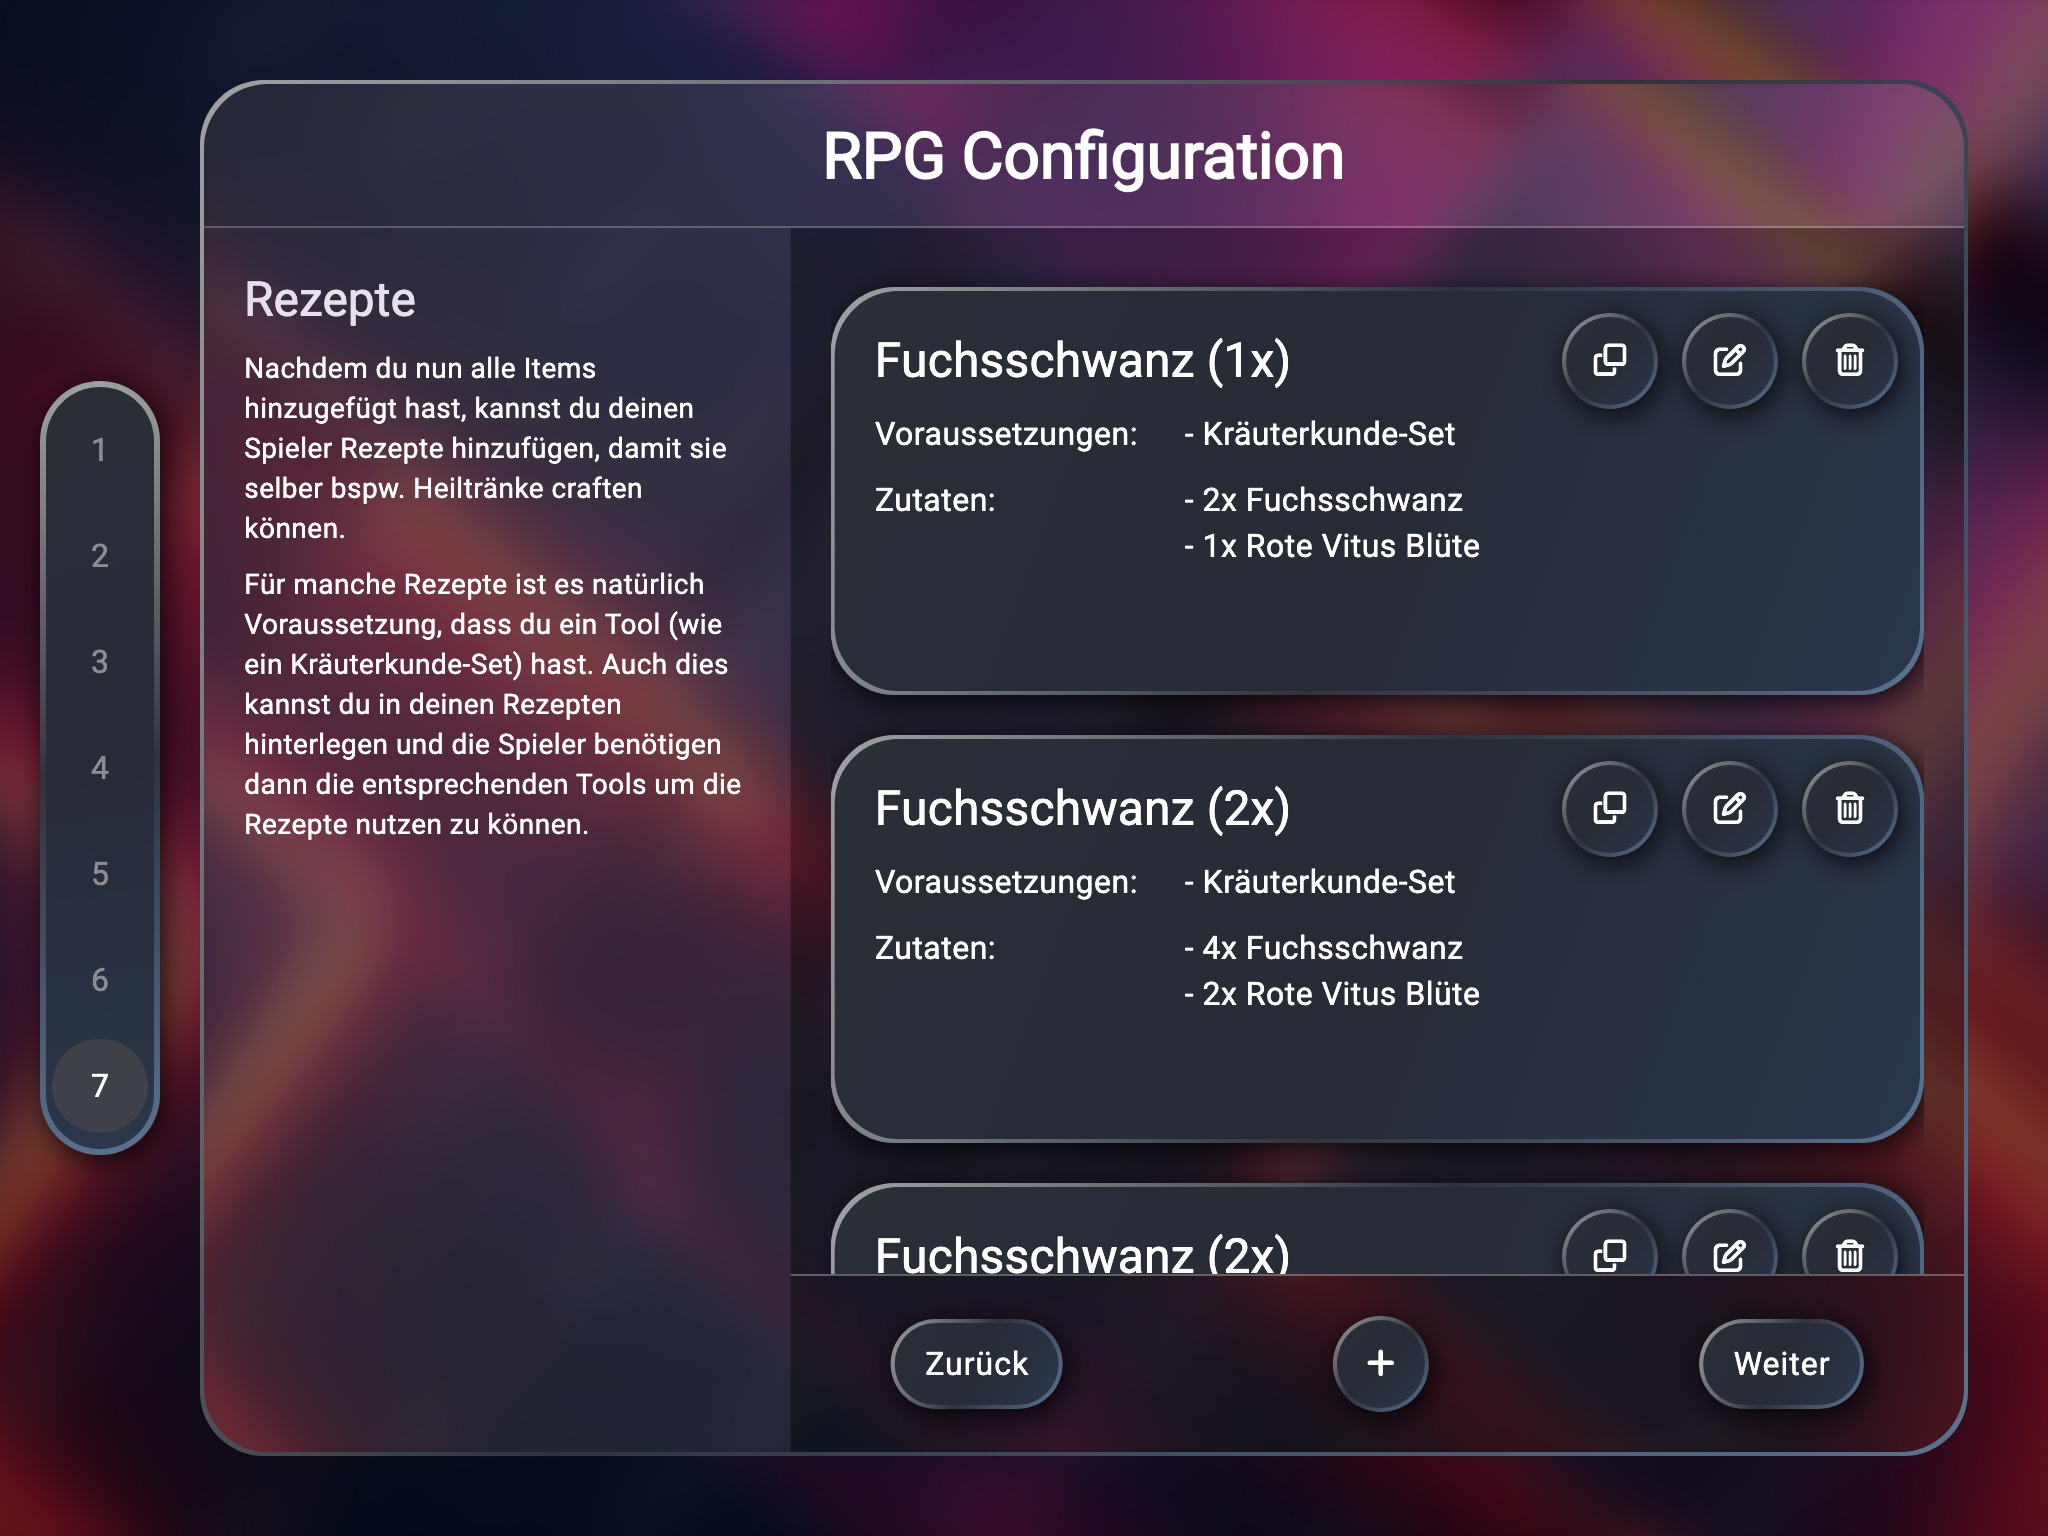 RPG Configuration
1
2
3
4
5
6
7
Rezepte
Nachdem du nun alle Items
hinzugefügt hast, kannst du deinen
Spieler Rezepte hinzufügen, damit sie
selber bspw. Heiltränke craften
können.
Für manche Rezepte ist es natürlich
Voraussetzung, dass du ein Tool (wie
ein Kräuterkunde-Set) hast. Auch dies
kannst du in deinen Rezepten
hinterlegen und die Spieler benötigen
dann die entsprechenden Tools um die
Rezepte nutzen zu können.
Fuchsschwanz (1x)
Voraussetzungen: - Kräuterkunde-Set
Zutaten: - 2x Fuchsschwanz
- 1x Rote Vitus Blüte
Fuchsschwanz (2x)
Voraussetzungen: - Kräuterkunde-Set
Zutaten: - 4x Fuchsschwanz
- 2x Rote Vitus Blüte
Fuchsschwanz (2x)
Zurück + Weiter